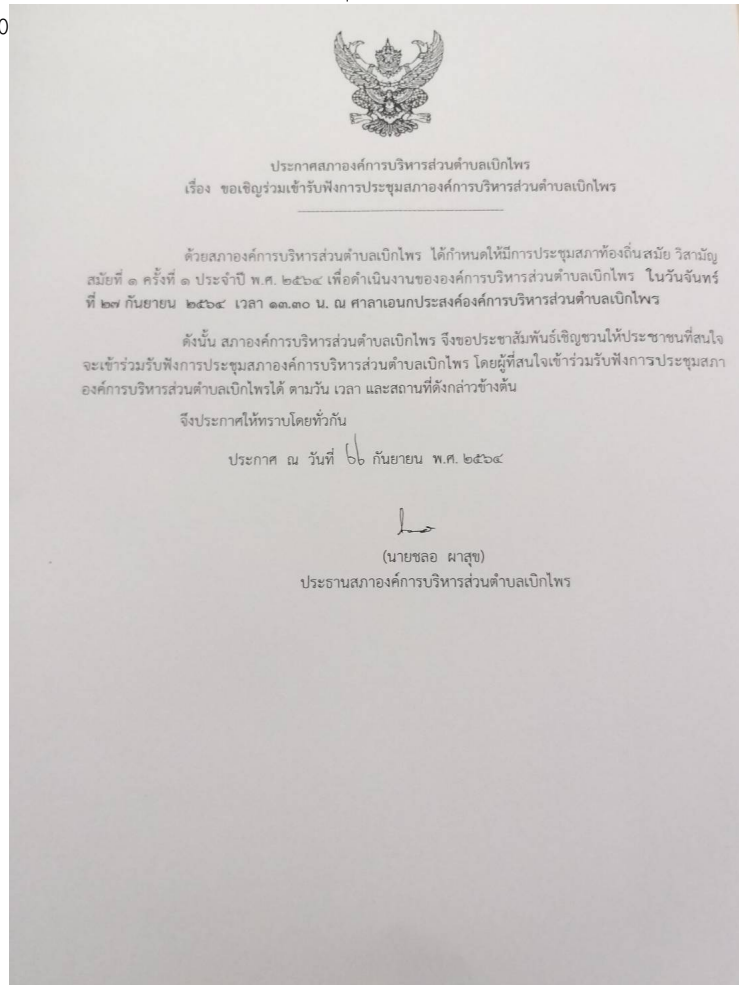 ประกาศสภาองค์การบริหารส่วนตำบลเบิกไพร
เรื่อง ขอเชิญร่วมเข้ารับฟังการประชุมสภาองค์การบริหารส่วนตำบลเบิกไพร
ด้วยสภาองค์การบริหารส่วนตำบลเบิกไพร ได้กำหนดให้มีการประชุมสภาท้องถิ่นสมัย วิสามัญ
สมัยที่ ๑ ครั้งที่ ๑ ประจำปี พ.ศ. ๒๕๖๔ เพื่อดำเนินงานขององค์การบริหารส่วนตำบลเบิกไพร ในวันจันทร์
ที่ ๒๗ กันยายน ๒๕๖๔ เวลา ๑๓.๓๐ น. ณ ศาลาเอนกประสงค์องค์การบริหารส่วนตำบลเบิกไพร
ดังนั้น สภาองค์การบริหารส่วนตำบลเบิกไพร จึงขอประชาสัมพันธ์เชิญชวนให้ประชาชนที่สนใจ
จะเข้าร่วมรับฟังการประชุมสภาองค์การบริหารส่วนตำบลเบิกไพร โดยผู้ที่สนใจเข้าร่วมรับฟังการประชุมสภา
องค์การบริหารส่วนตำบลเบิกไพรได้ ตามวัน เวลา และสถานที่ดังกล่าวข้างต้น
จึงประกาศให้ทราบโดยทั่วกัน
ประกาศ ณ วันที่ กันยายน พ.ศ. ๒๕๖๔
(นายชลอ ผาสุข)
ประธานสภาองค์การบริหารส่วนตำบลเบิกไพร